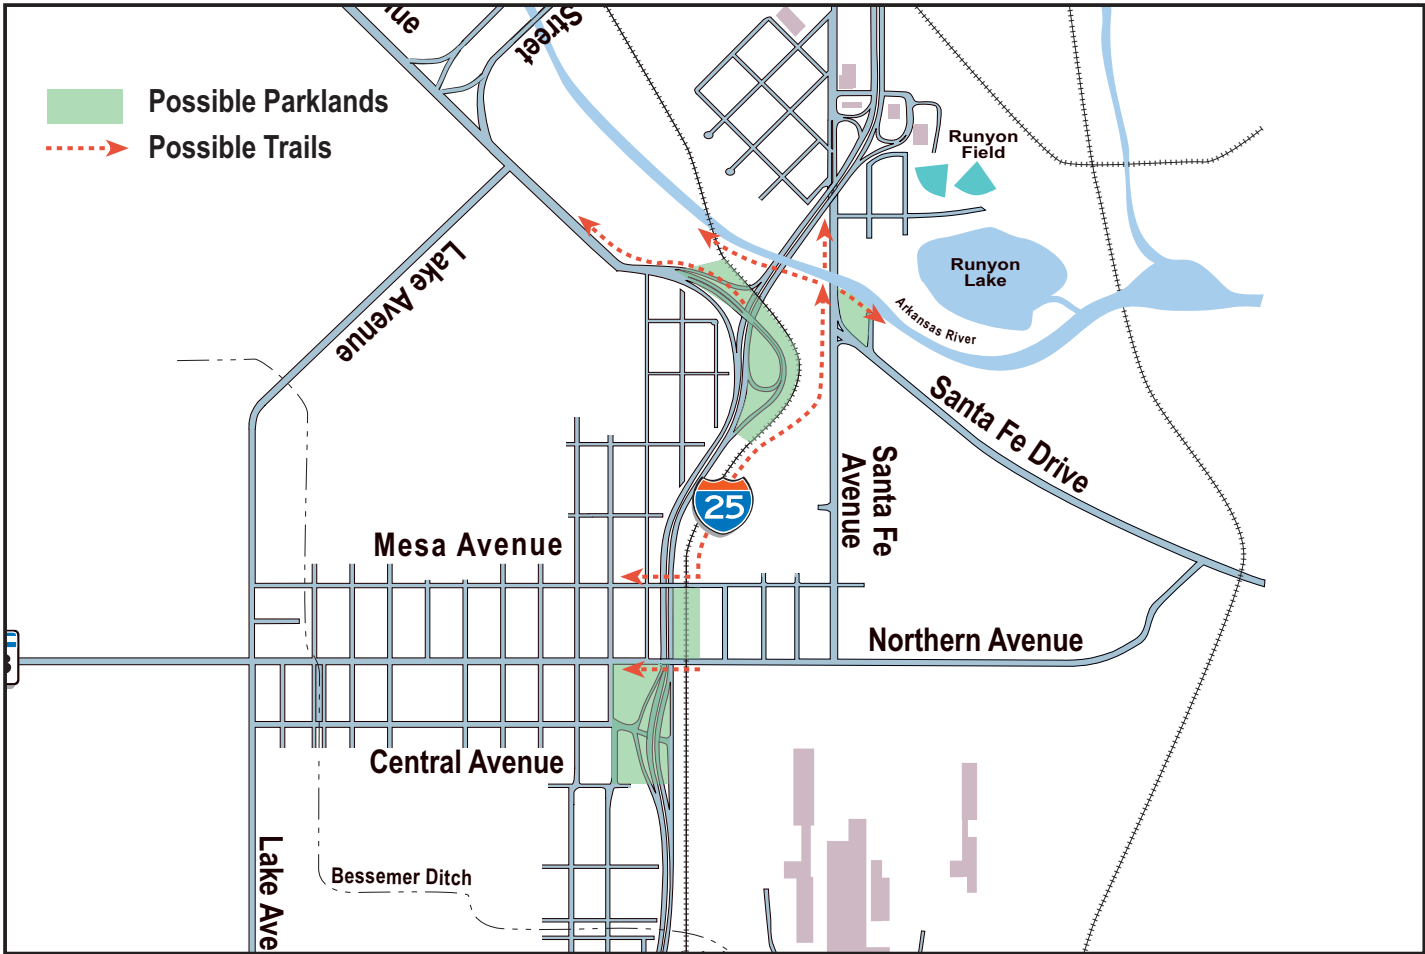 ue
Street
Possible Parklands
Possible Trails
Runyon
Field
Lake Avenue
Runyon
Lake
Arkansas River
Santa Fe Drive
Santa Fe
Avenue
25
Mesa Avenue
Northern Avenue
Central Avenue
Lake Ave
Bessemer Ditch